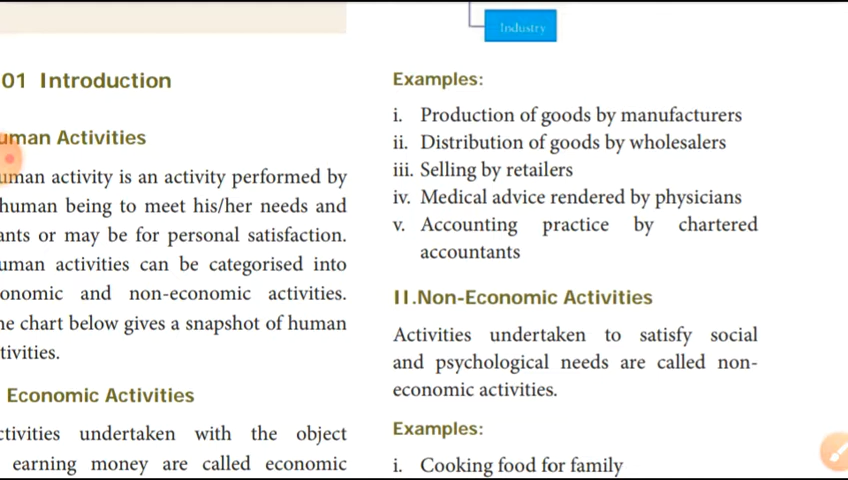 Industry
01 Introduction
uman Activities
uman activity is an activity performed by
human being to meet his/her needs and
ants or may be for personal satisfaction.
uman activities can be categorised into
onomic and non-economic activities.
he chart below gives a snapshot of human
tivities.
Economic Activities
ctivities undertaken with the object
earning money are called economic
Examples:
i. Production of goods by manufacturers
ii. Distribution of goods by wholesalers
iii. Selling by retailers
iv. Medical advice rendered by physicians
v. Accounting practice by chartered
accountants
II.Non-Economic Activities
Activities undertaken to satisfy social
and psychological needs are called non-
economic activities.
Examples:
i. Cooking food for family